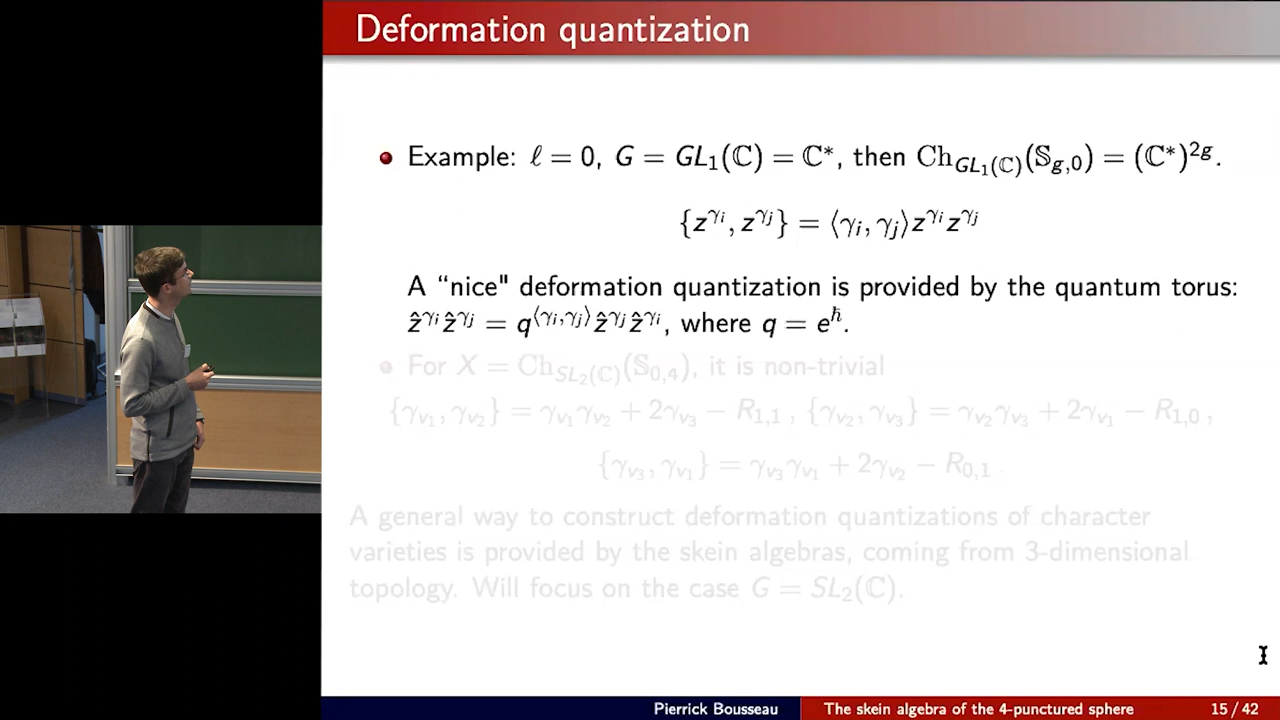 Deformation quantization
Example: ℓ = 0, G = GL₁(ℂ) = ℂ*, then Ch_{GL₁(ℂ)}(𝕊_{g,0}) = (ℂ*)^{2g}.
{z^{γ_i}, z^{γ_j}} = ⟨γ_i, γ_j⟩z^{γ_i}z^{γ_j}
A “nice" deformation quantization is provided by the quantum torus:
ẑ^{γ_i}ẑ^{γ_j} = q^{⟨γ_i,γ_j⟩}ẑ^{γ_j}ẑ^{γ_i}, where q = e^ℏ.
For X = Ch_{SL₂(ℂ)}(𝕊_{0,4}), it is non-trivial
{γ_{v₁}, γ_{v₂}} = γ_{v₁}γ_{v₂} + 2γ_{v₃} − R_{1,1} , {γ_{v₂}, γ_{v₃}} = γ_{v₂}γ_{v₃} + 2γ_{v₁} − R_{1,0} ,
{γ_{v₃}, γ_{v₁}} = γ_{v₃}γ_{v₁} + 2γ_{v₂} − R_{0,1} .
A general way to construct deformation quantizations of character
varieties is provided by the skein algebras, coming from 3-dimensional
topology. Will focus on the case G = SL₂(ℂ).
Pierrick Bousseau The skein algebra of the 4-punctured sphere 15 / 42